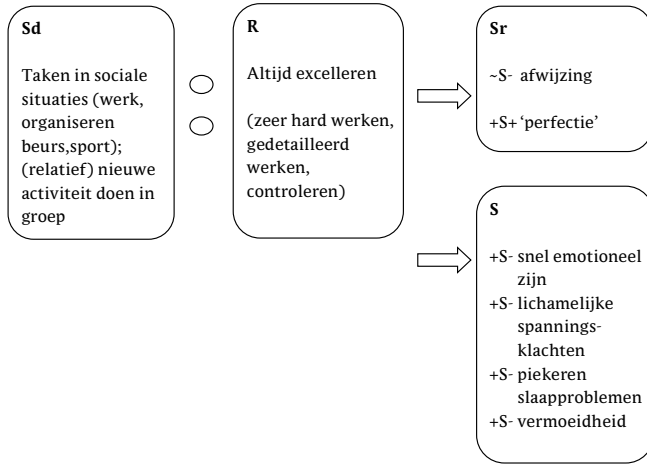 Sd
Taken in sociale
situaties (werk,
organiseren
beurs,sport);
(relatief) nieuwe
activiteit doen in
groep
R
Altijd excelleren
(zeer hard werken,
gedetailleerd
werken,
controleren)
Sr
~S- afwijzing
+S+ ‘perfectie’
S
+S- snel emotioneel
zijn
+S- lichamelijke
spannings-
klachten
+S- piekeren
slaapproblemen
+S- vermoeidheid